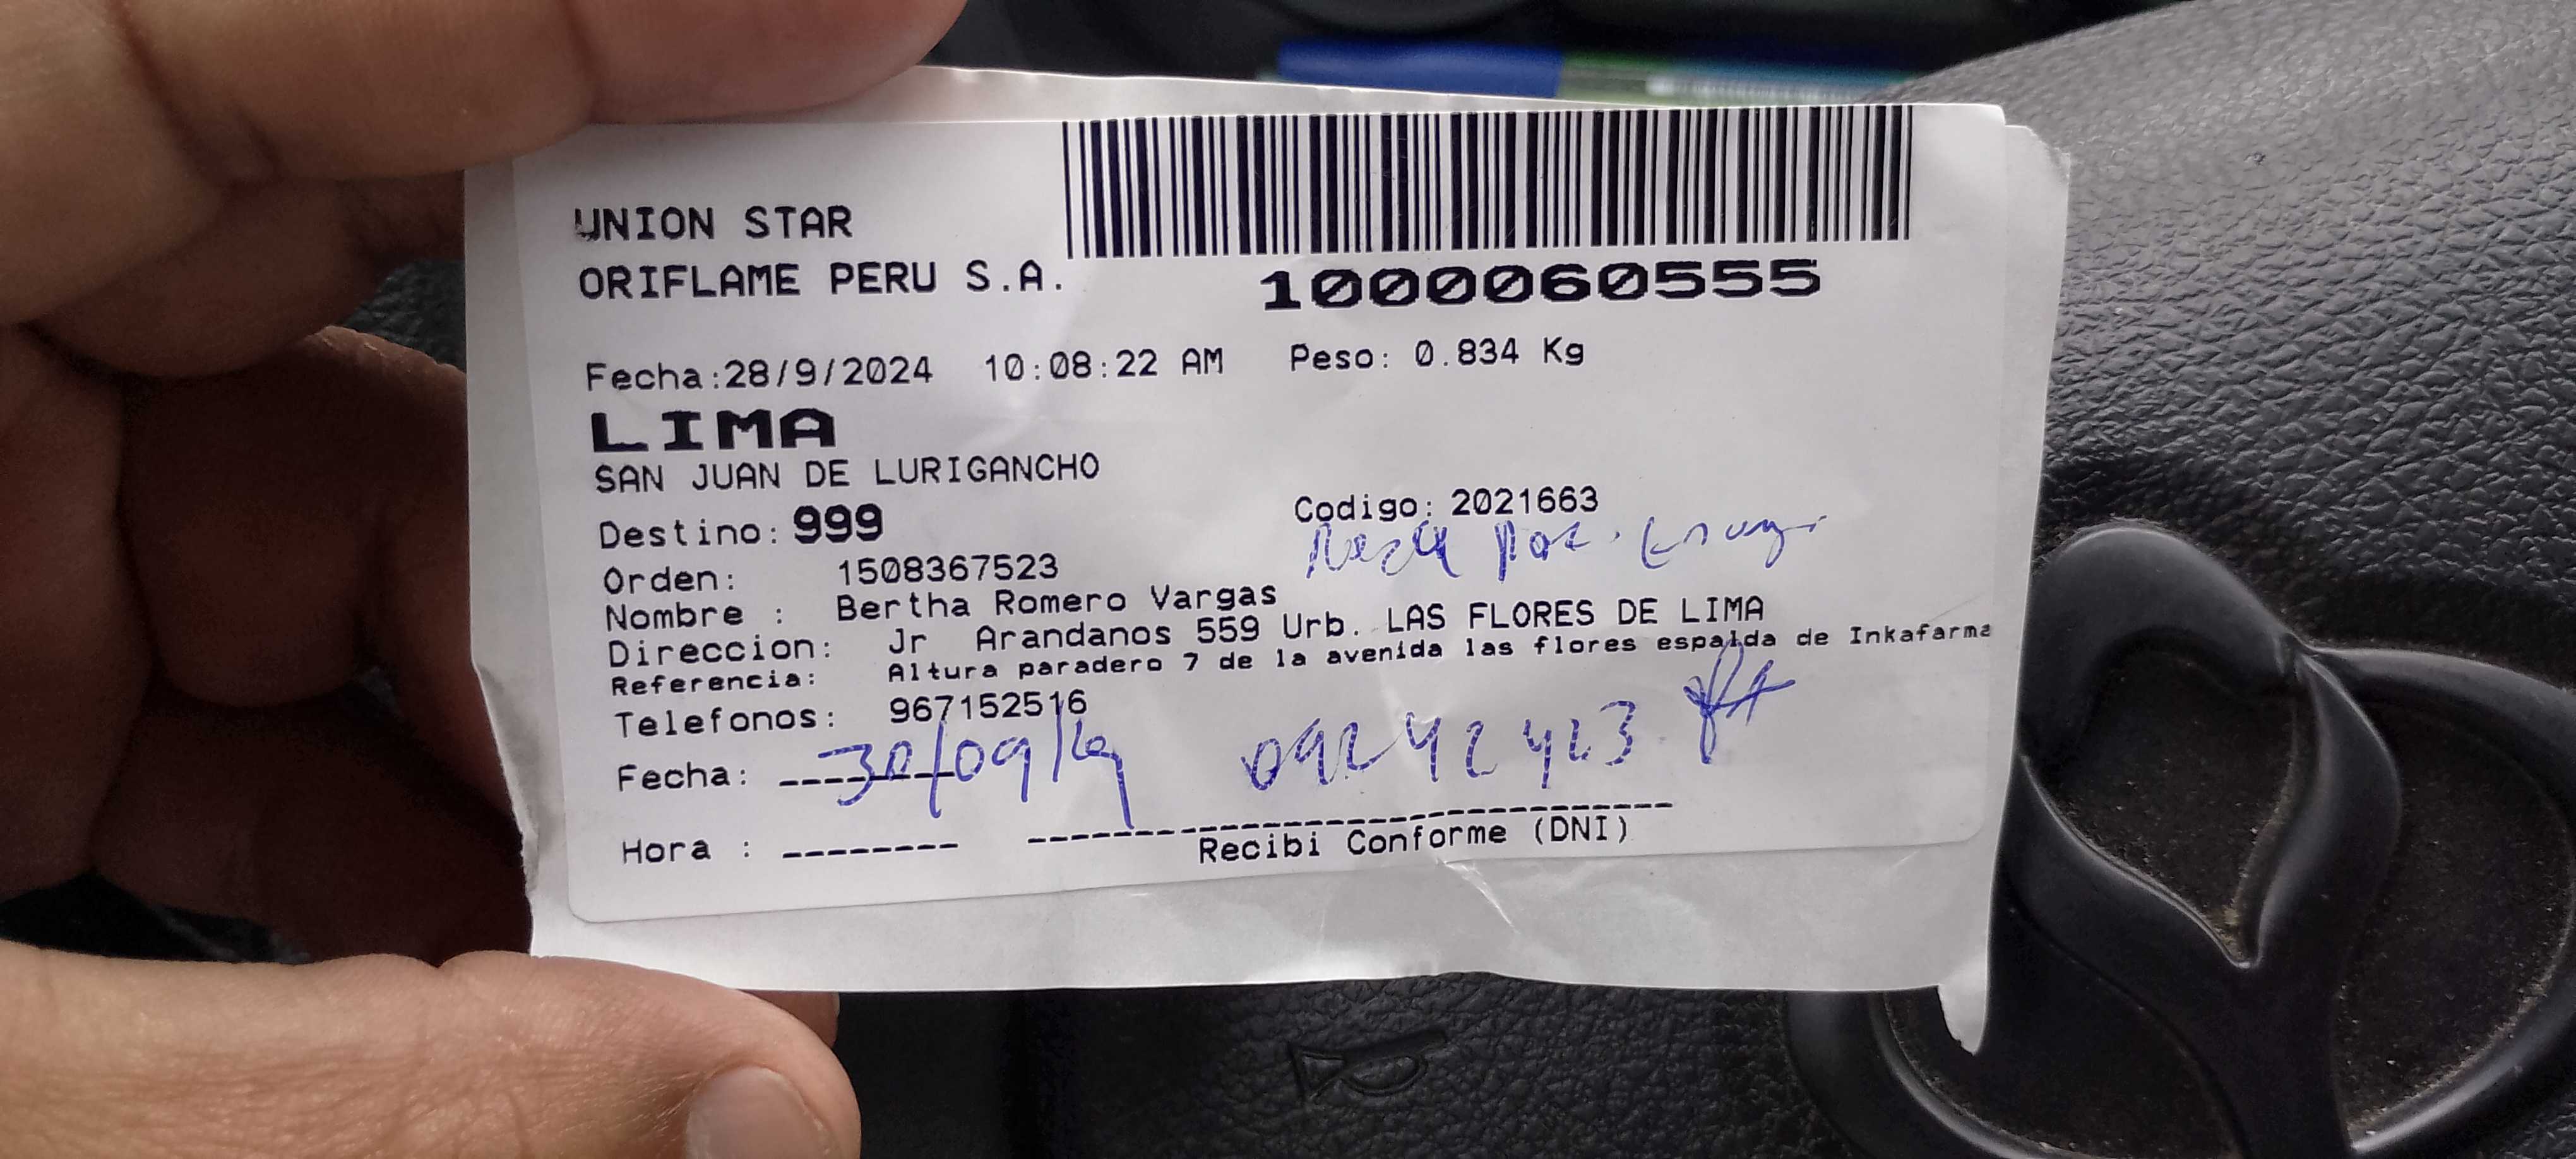 UNION STAR
ORIFLAME PERU S.A.
1000060555
Fecha:28/9/2024 10:08:22 AM Peso: 0.834 Kg
LIMA
SAN JUAN DE LURIGANCHO
Destino: 999 Codigo: 2021663
Orden: 1508367523
Nombre : Bertha Romero Vargas
Direccion: Jr Arandanos 559 Urb. LAS FLORES DE LIMA
Referencia: Altura paradero 7 de la avenida las flores espalda de Inkafarma
Telefonos: 967152516
Fecha: 30/09/ 09242423
Hora :
Recibi Conforme (DNI)